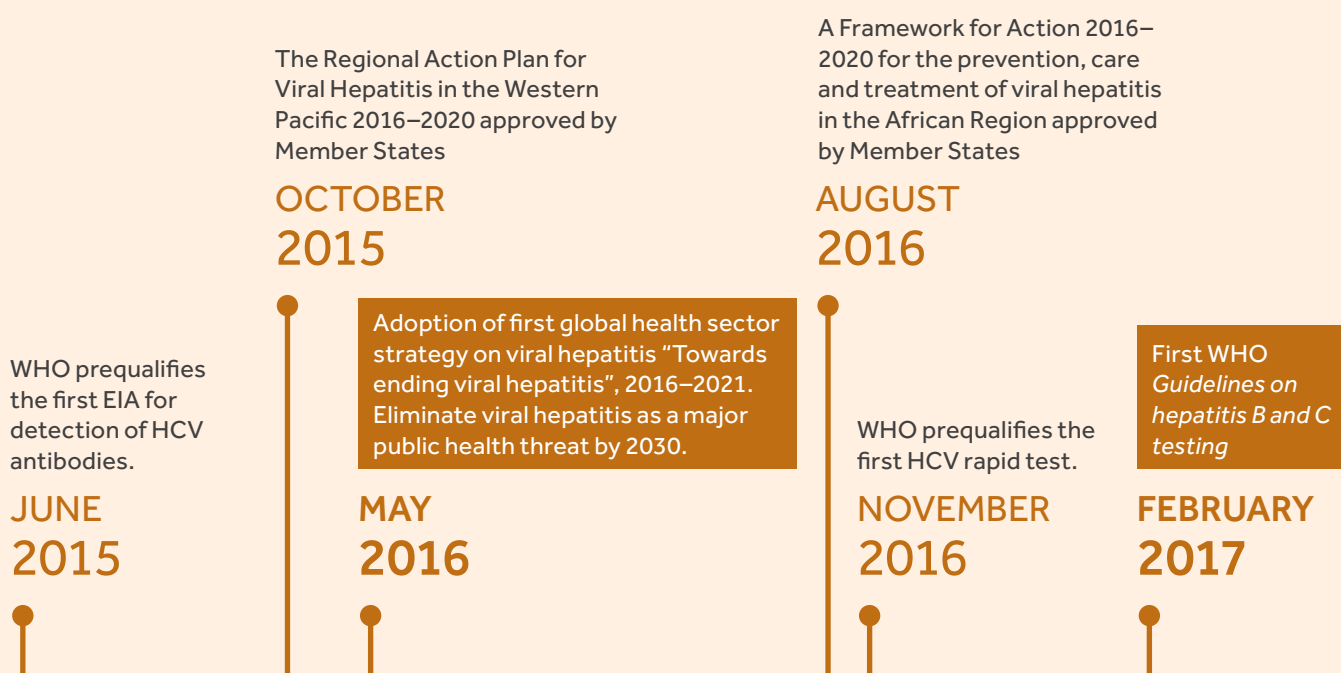 WHO prequalifies
the first EIA for
detection of HCV
antibodies.
JUNE
2015
The Regional Action Plan for
Viral Hepatitis in the Western
Pacific 2016–2020 approved by
Member States
OCTOBER
2015
Adoption of first global health sector
strategy on viral hepatitis “Towards
ending viral hepatitis”, 2016–2021.
Eliminate viral hepatitis as a major
public health threat by 2030.
MAY
2016
A Framework for Action 2016–
2020 for the prevention, care
and treatment of viral hepatitis
in the African Region approved
by Member States
AUGUST
2016
WHO prequalifies the
first HCV rapid test.
NOVEMBER
2016
First WHO
Guidelines on
hepatitis B and C
testing
FEBRUARY
2017